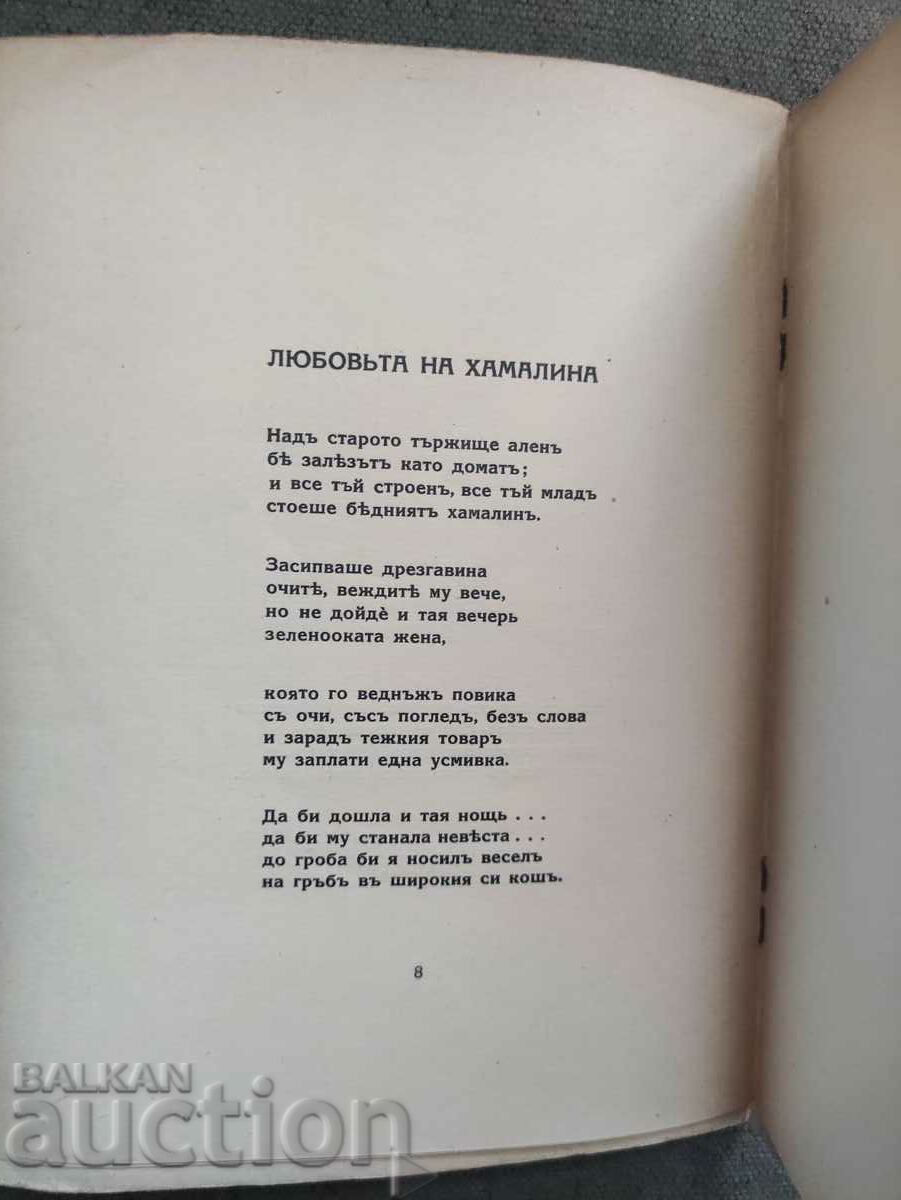 ЛЮБОВЬТА НА ХАМАЛИНА
Надъ старото тържище аленъ
бѣ залѣзътъ като доматъ;
и все тъй строенъ, все тъй младъ
стоеше бѣдниятъ хамалинъ.
Засипваше дрезгавина
очитѣ, веждитѣ му вече,
но не дойдѐ и тая вечерь
зеленооката жена,
която го веднъжъ повика
съ очи, със погледъ, безъ слова
и зарадъ тежкия товаръ
му заплати една усмивка.
Да би дошла и тая нощь . . .
да би му станала невѣста . . .
до гроба би я носилъ веселъ
на гръбъ въ широкия си кошъ.
8
BALKAN
auction